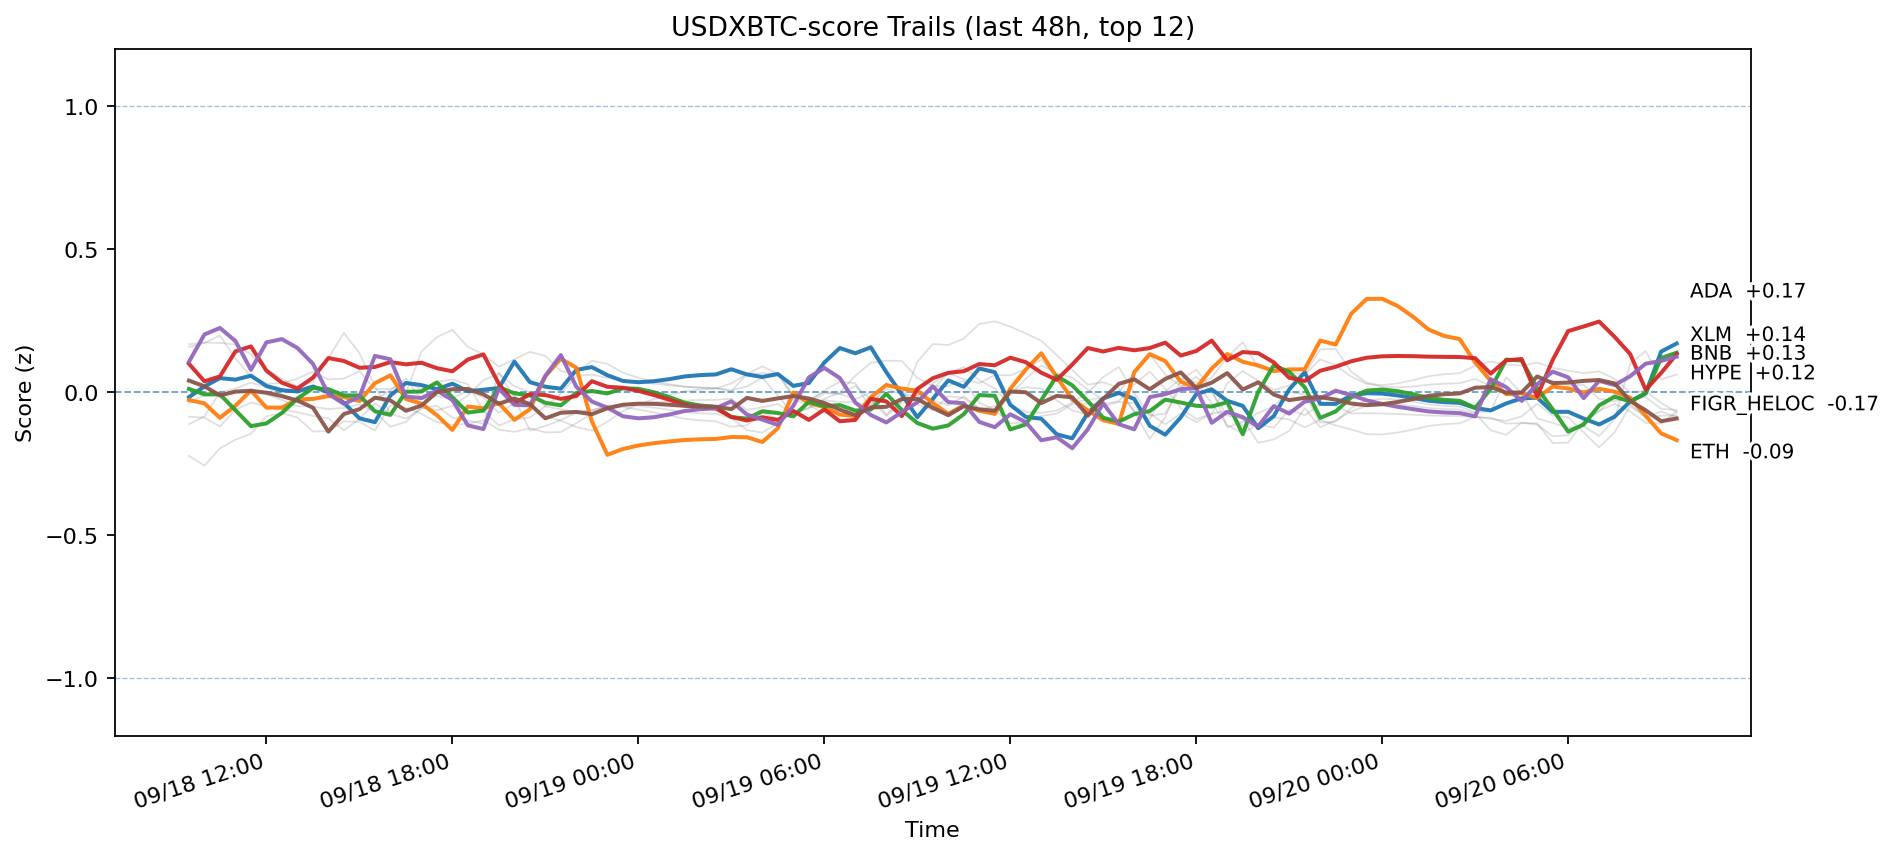 USDXBTC-score Trails (last 48h, top 12)
Score (z)
1.0
0.5
0.0
−0.5
−1.0
ADA +0.17
XLM +0.14
BNB +0.13
HYPE +0.12
FIGR_HELOC -0.17
ETH -0.09
09/18 12:00
09/18 18:00
09/19 00:00
09/19 06:00
09/19 12:00
09/19 18:00
09/20 00:00
09/20 06:00
Time